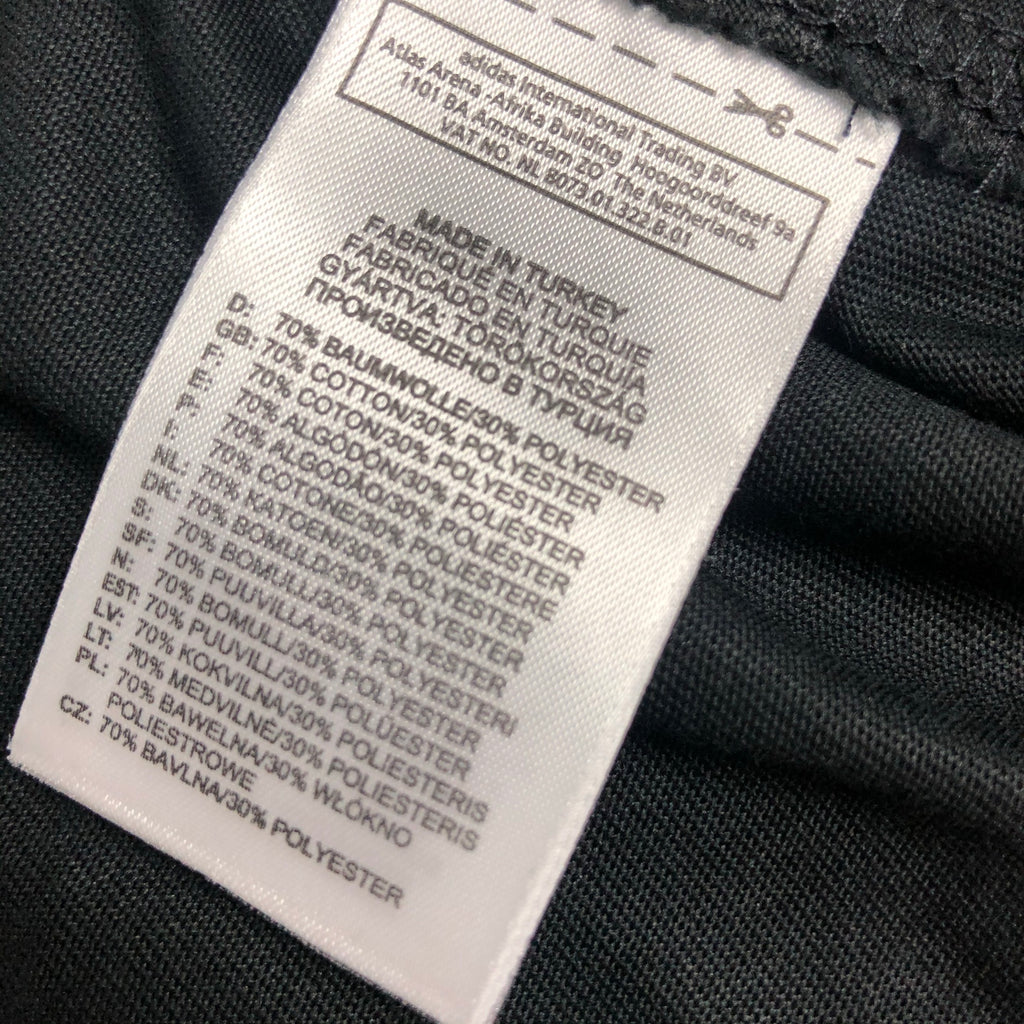 adidas International Trading BV
Atlas Arena - Afrika Building Hoogoorddreef 9a
1101 BA, Amsterdam ZO The Netherlands
VAT NO. NL 8073.01.322.B.01
MADE IN TURKEY
FABRIQUÉ EN TURQUIE
FABRICADO EN TURQUÍA
GYÁRTVA: TÖRÖKORSZÁG
ПРОИЗВЕДЕНО В ТУРЦИЯ
D: 70% BAUMWOLLE/30% POLYESTER
GB: 70% COTTON/30% POLYESTER
F: 70% COTON/30% POLYESTER
E: 70% ALGODÓN/30% POLIÉSTER
P: 70% ALGODÃO/30% POLIÉSTER
I: 70% COTONE/30% POLIESTERE
NL: 70% KATOEN/30% POLYESTER
DK: 70% BOMULD/30% POLYESTER
S: 70% BOMULL/30% POLYESTER
SF: 70% PUUVILLA/30% POLYESTERI
N: 70% BOMULL/30% POLYESTER
EST: 70% PUUVILL/30% POLÜESTER
LV: 70% KOKVILNA/30% POLIESTERIS
LT: 70% MEDVILNĖ/30% POLIESTERIS
PL: 70% BAWEŁNA/30% WŁÓKNO
POLIESTROWE
CZ: 70% BAVLNA/30% POLYESTER